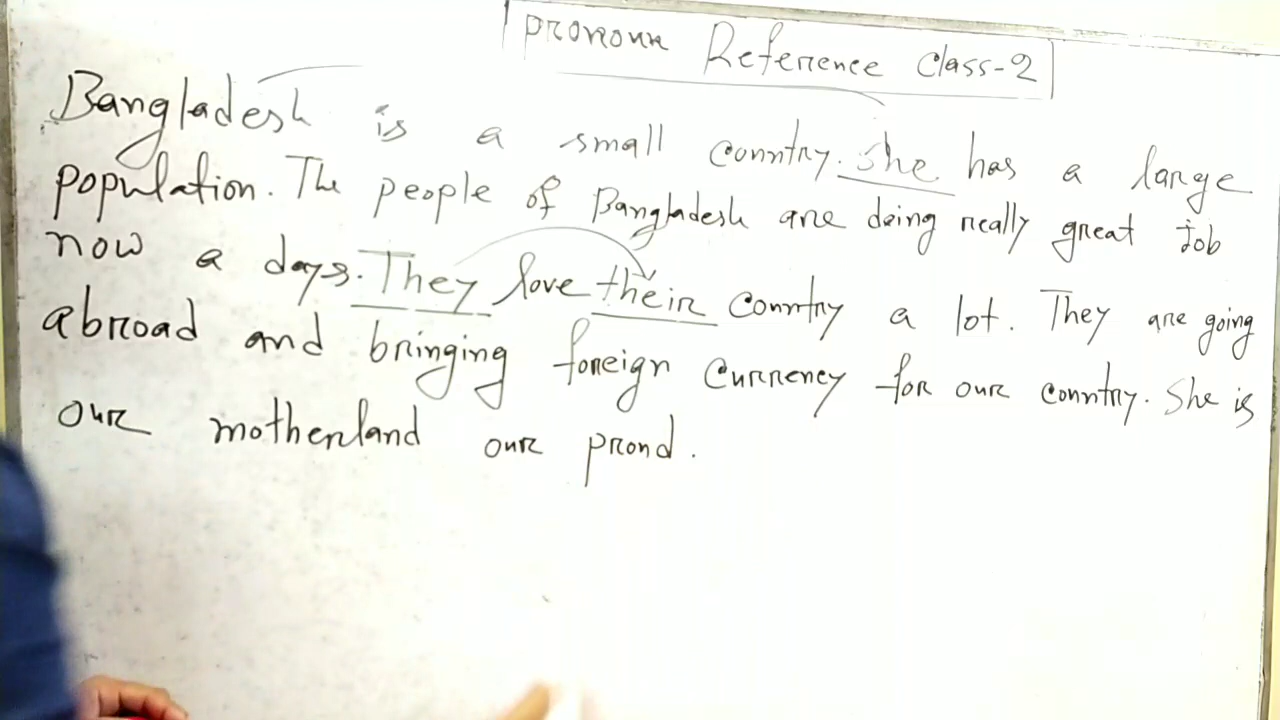 Pronoun Reference Class-2
Bangladesh is a small country. She has a large
population. The people of Bangladesh are doing really great job
now a days. They love their country a lot. They are going
abroad and bringing foreign currency for our country. She is
our motherland our proud.